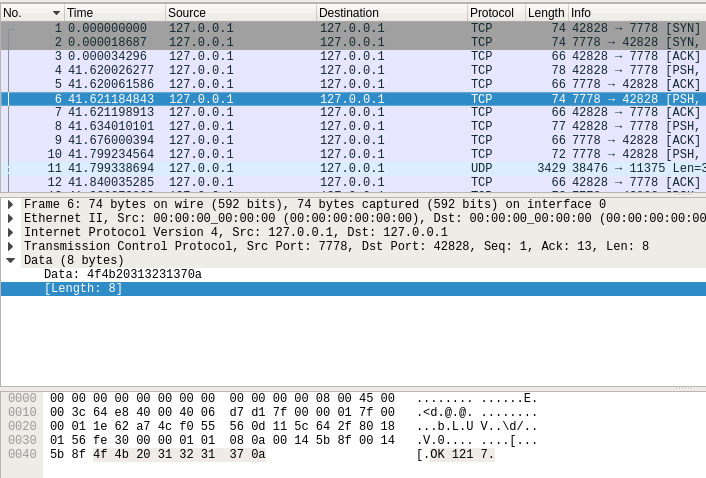 No. Time Source Destination Protocol Length Info
1 0.000000000 127.0.0.1 127.0.0.1 TCP 74 42828 → 7778 [SYN]
2 0.000018687 127.0.0.1 127.0.0.1 TCP 74 7778 → 42828 [SYN,
3 0.000034296 127.0.0.1 127.0.0.1 TCP 66 42828 → 7778 [ACK]
4 41.620026277 127.0.0.1 127.0.0.1 TCP 78 42828 → 7778 [PSH,
5 41.620061586 127.0.0.1 127.0.0.1 TCP 66 7778 → 42828 [ACK]
6 41.621184843 127.0.0.1 127.0.0.1 TCP 74 7778 → 42828 [PSH,
7 41.621198913 127.0.0.1 127.0.0.1 TCP 66 42828 → 7778 [ACK]
8 41.634010101 127.0.0.1 127.0.0.1 TCP 77 42828 → 7778 [PSH,
9 41.676000394 127.0.0.1 127.0.0.1 TCP 66 7778 → 42828 [ACK]
10 41.799234564 127.0.0.1 127.0.0.1 TCP 72 7778 → 42828 [PSH,
11 41.799338694 127.0.0.1 127.0.0.1 UDP 3429 38476 → 11375 Len=3
12 41.840035285 127.0.0.1 127.0.0.1 TCP 66 42828 → 7778 [ACK]
Frame 6: 74 bytes on wire (592 bits), 74 bytes captured (592 bits) on interface 0
Ethernet II, Src: 00:00:00_00:00:00 (00:00:00:00:00:00), Dst: 00:00:00_00:00:00 (00:00:00:00
Internet Protocol Version 4, Src: 127.0.0.1, Dst: 127.0.0.1
Transmission Control Protocol, Src Port: 7778, Dst Port: 42828, Seq: 1, Ack: 13, Len: 8
Data (8 bytes)
Data: 4f4b20313231370a
[Length: 8]
0000 00 00 00 00 00 00 00 00 00 00 00 00 08 00 45 00 ........ ......E.
0010 00 3c 64 e8 40 00 40 06 d7 d1 7f 00 00 01 7f 00 .<d.@.@. ........
0020 00 01 1e 62 a7 4c f0 55 56 0d 11 5c 64 2f 80 18 ...b.L.U V..\d/..
0030 01 56 fe 30 00 00 01 01 08 0a 00 14 5b 8f 00 14 .V.0.... ....[...
0040 5b 8f 4f 4b 20 31 32 31 37 0a [.OK 121 7.